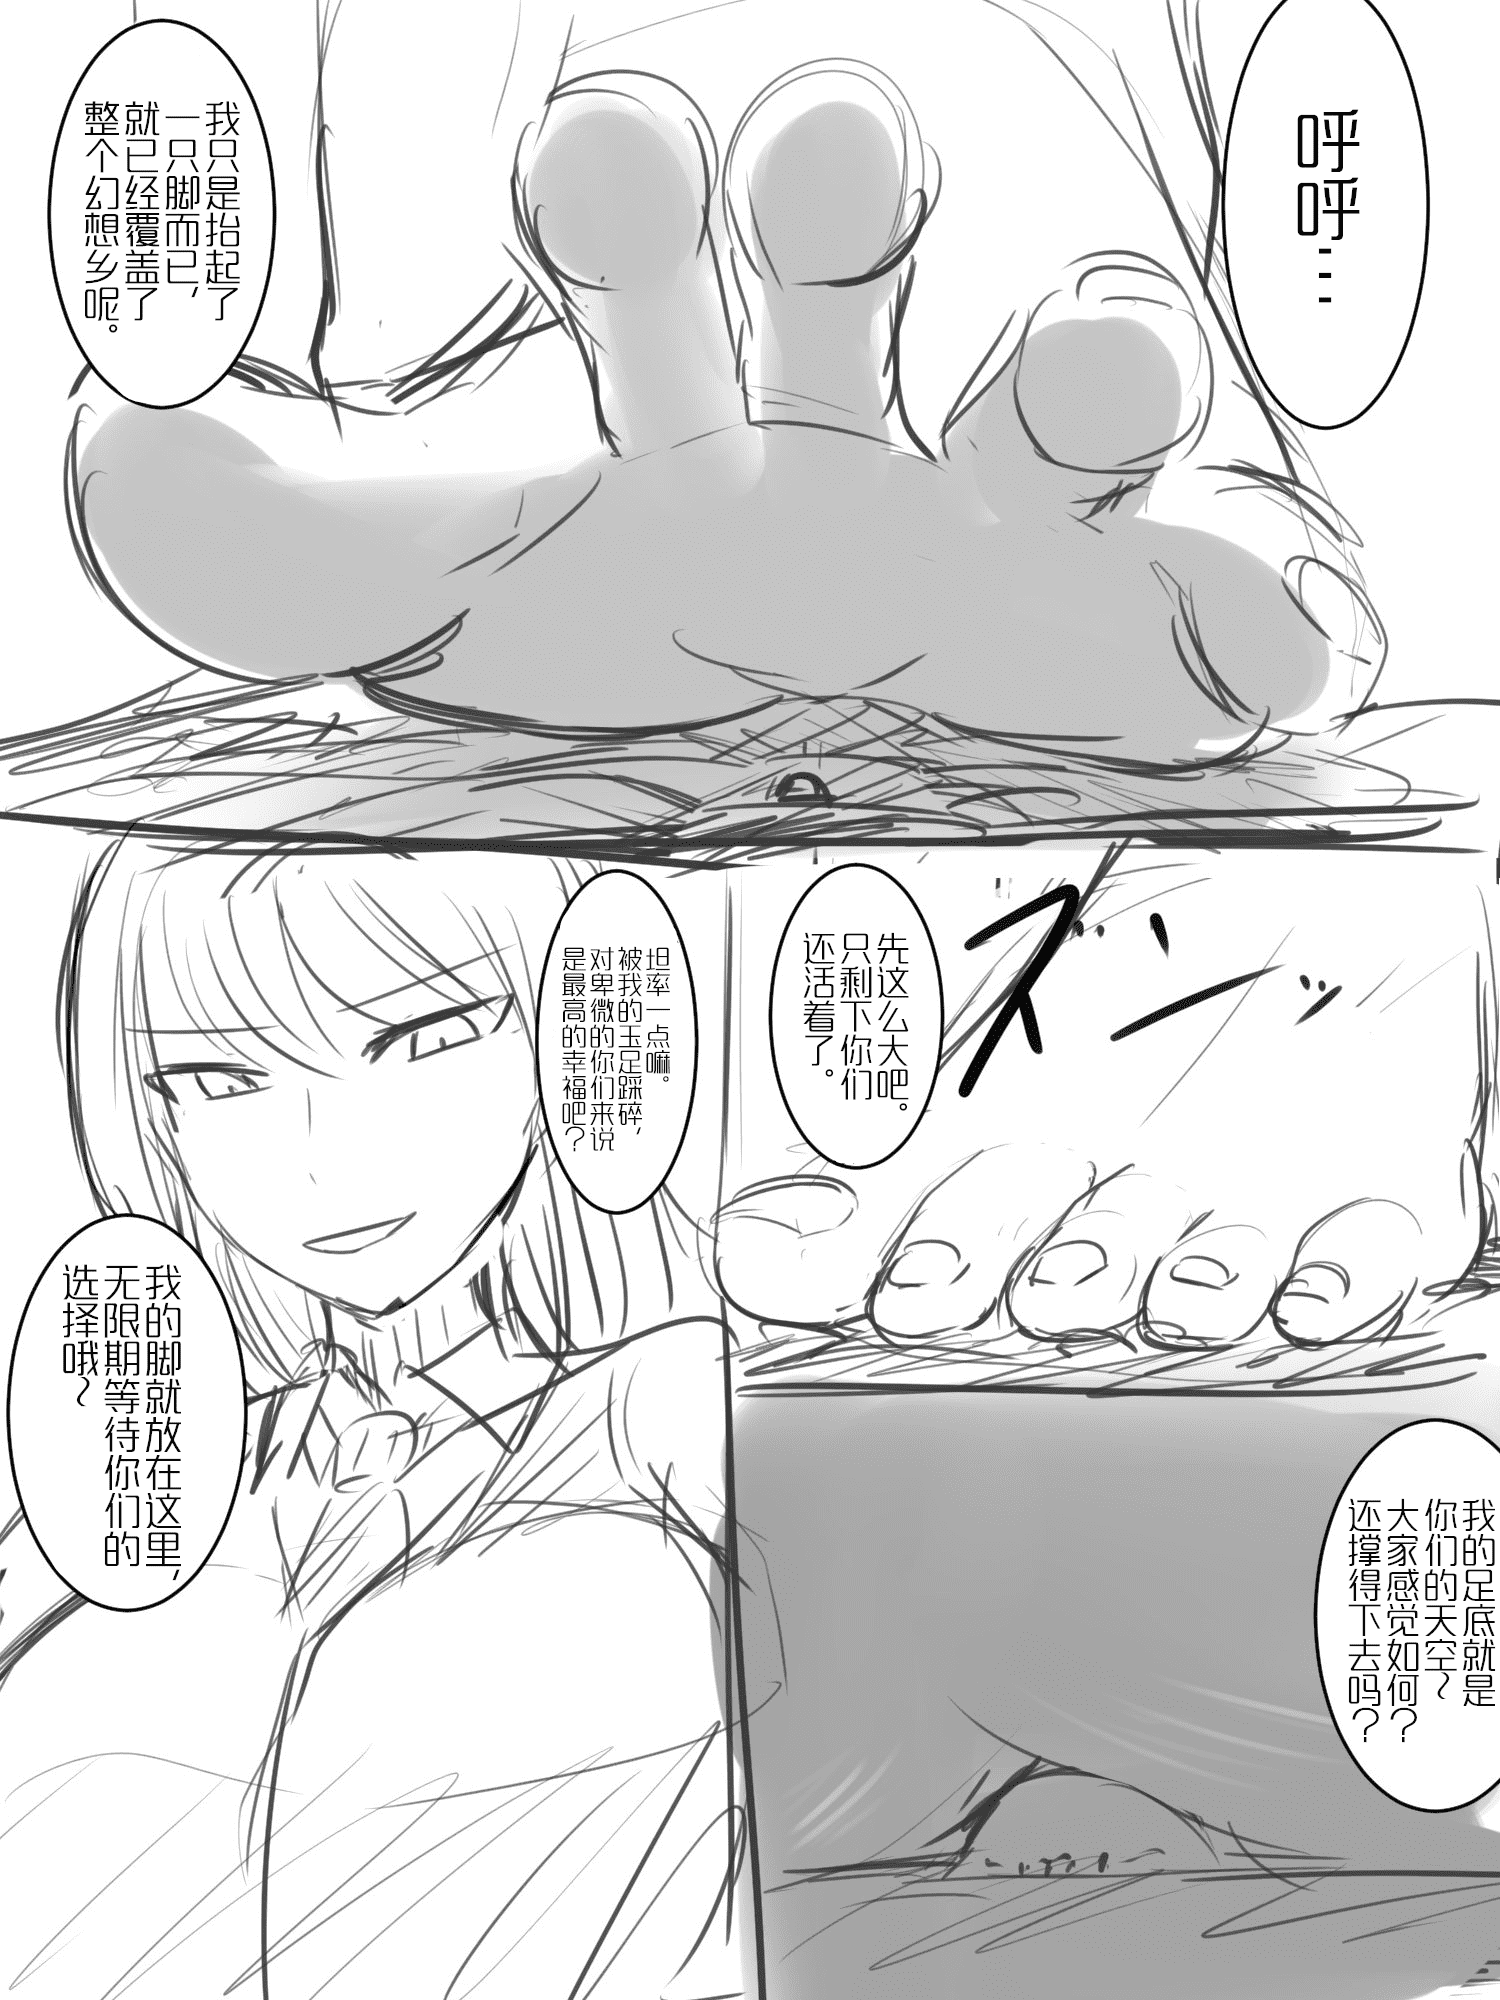 呼
呼
…
我只是抬起了
一只脚而已，
就已经覆盖了
整个幻想乡呢。
ズ
ー
ン
先这么大吧。
只剩下你们
还活着了。
坦率一点嘛。
被我的玉足踩碎，
对卑微的你们来说
是最高的幸福吧？
我的脚就放在这里，
无限期等待你们的
选择哦～
我的足底就是
你们的天空～
大家感觉如何？
还撑得下去吗？